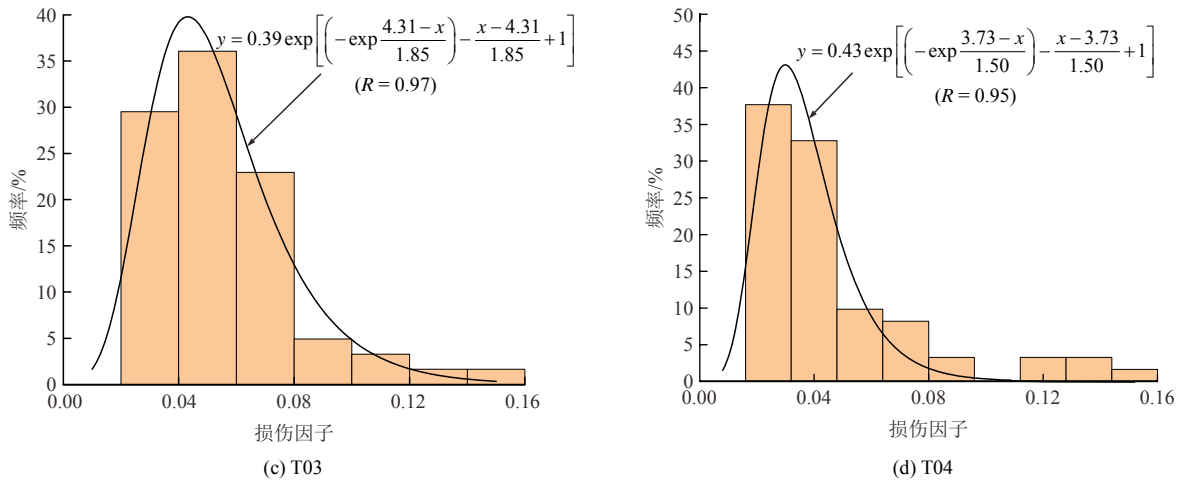 40
35
30
25
20
15
10
5
0
频率/%
y = 0.39 exp[(−exp (4.31 − x)/1.85) − (x − 4.31)/1.85 + 1]
(R = 0.97)
0.00 0.04 0.08 0.12 0.16
损伤因子
(c) T03
50
45
40
35
30
25
20
15
10
5
0
频率/%
y = 0.43 exp[(−exp (3.73 − x)/1.50) − (x − 3.73)/1.50 + 1]
(R = 0.95)
0.00 0.04 0.08 0.12 0.16
损伤因子
(d) T04